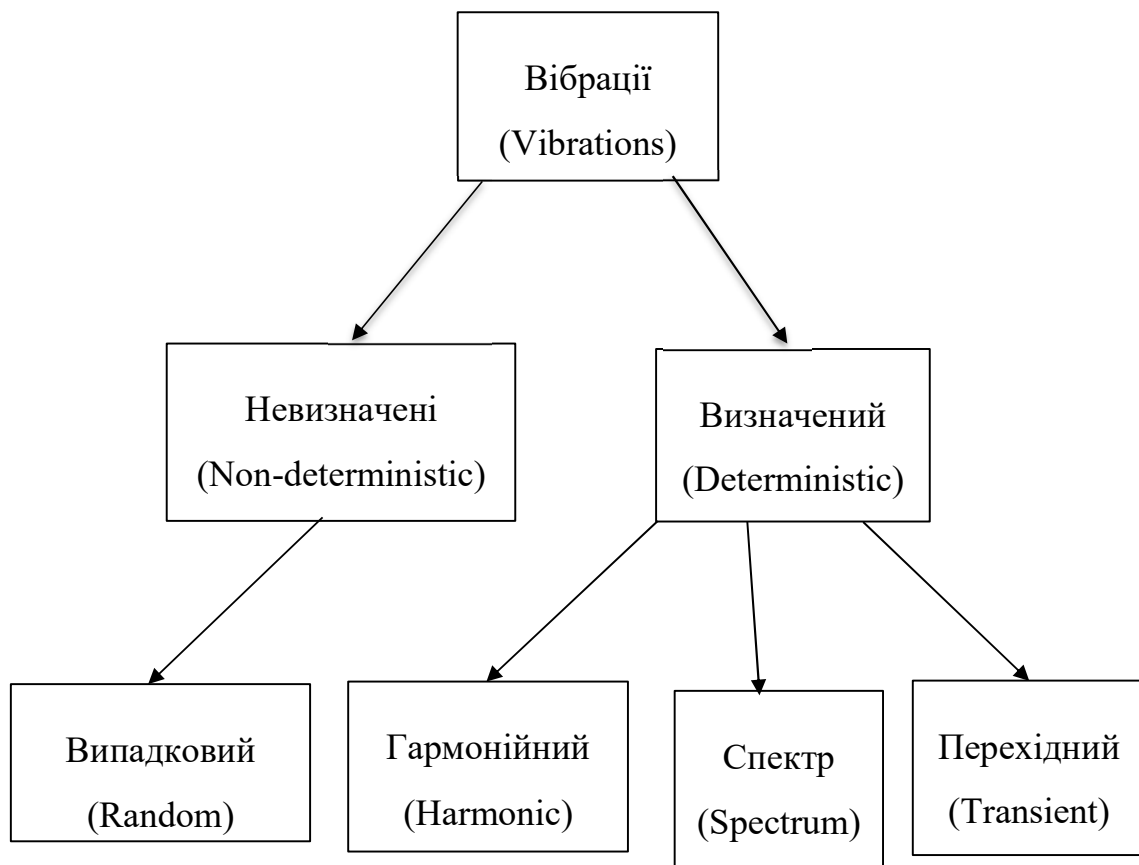 Вібрації
(Vibrations)
Невизначені
(Non-deterministic)
Визначений
(Deterministic)
Випадковий
(Random)
Гармонійний
(Harmonic)
Спектр
(Spectrum)
Перехідний
(Transient)